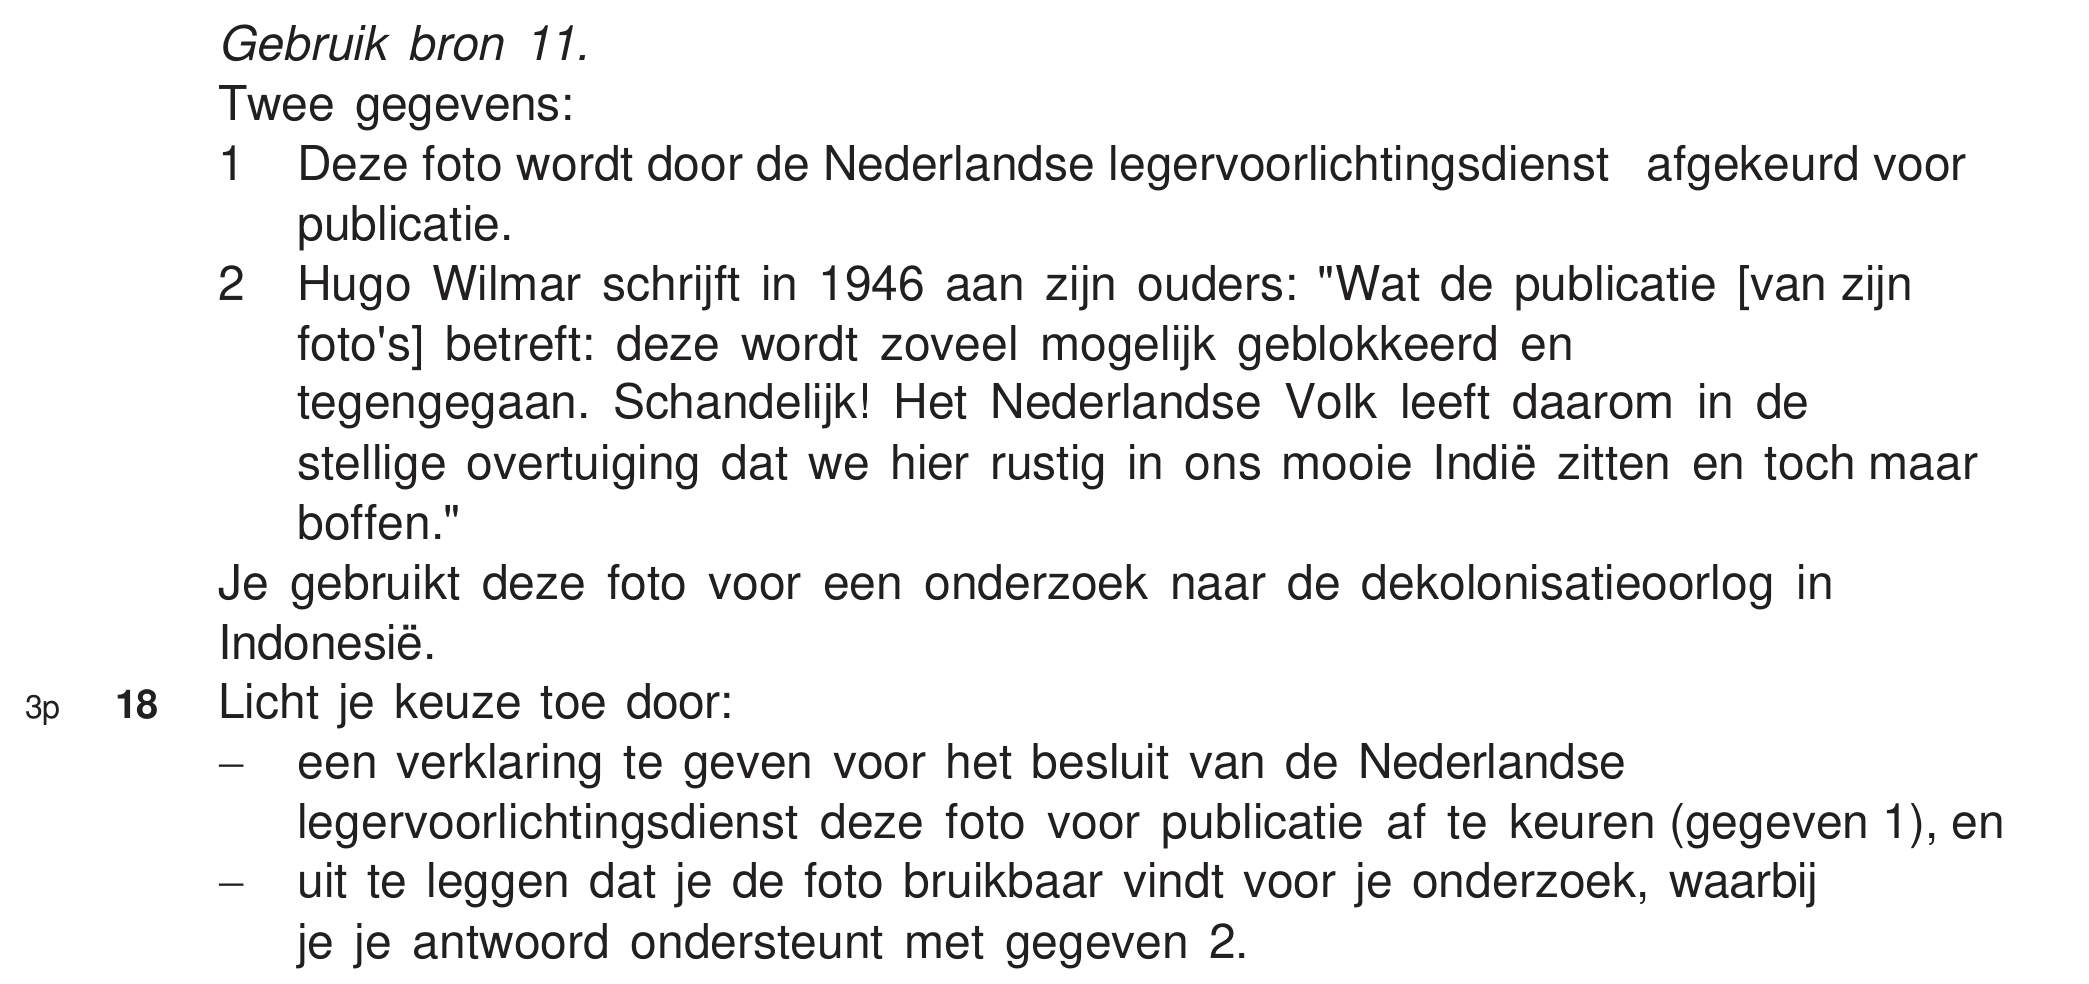 Gebruik bron 11.
Twee gegevens:
1 Deze foto wordt door de Nederlandse legervoorlichtingsdienst afgekeurd voor
publicatie.
2 Hugo Wilmar schrijft in 1946 aan zijn ouders: "Wat de publicatie [van zijn
foto's] betreft: deze wordt zoveel mogelijk geblokkeerd en
tegengegaan. Schandelijk! Het Nederlandse Volk leeft daarom in de
stellige overtuiging dat we hier rustig in ons mooie Indië zitten en toch maar
boffen."
Je gebruikt deze foto voor een onderzoek naar de dekolonisatieoorlog in
Indonesië.
3p 18 Licht je keuze toe door:
– een verklaring te geven voor het besluit van de Nederlandse
legervoorlichtingsdienst deze foto voor publicatie af te keuren (gegeven 1), en
– uit te leggen dat je de foto bruikbaar vindt voor je onderzoek, waarbij
je je antwoord ondersteunt met gegeven 2.